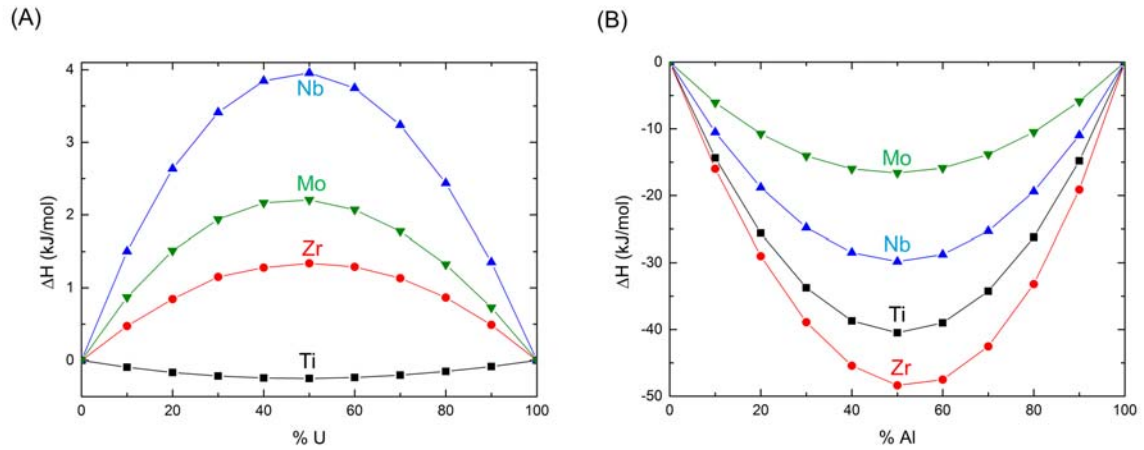 (A)
ΔH (kJ/mol)
4
3
2
1
0
Nb
Mo
Zr
Ti
0 20 40 60 80 100
% U
(B)
ΔH (kJ/mol)
0
-10
-20
-30
-40
-50
Mo
Nb
Ti
Zr
0 20 40 60 80 100
% Al